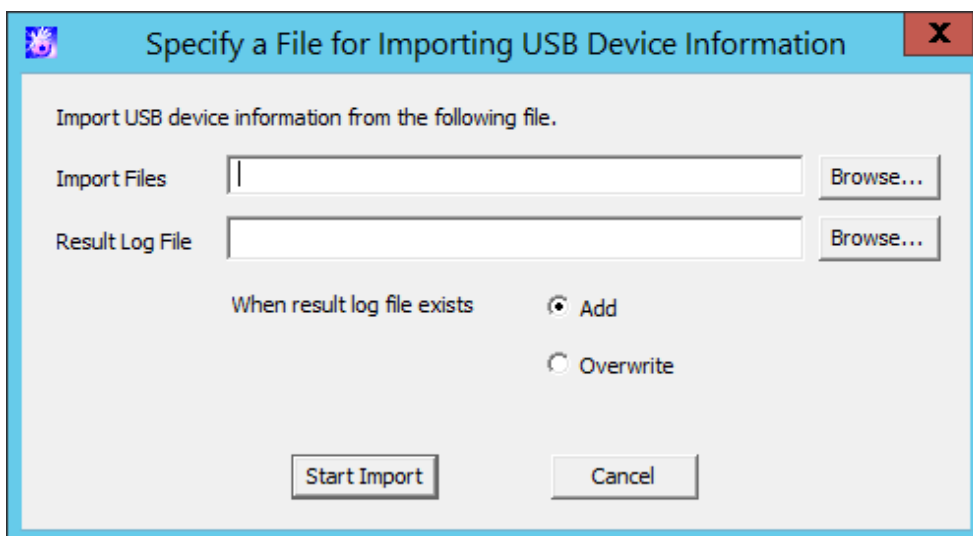 Specify a File for Importing USB Device Information
X
Import USB device information from the following file.
Import Files
Browse...
Result Log File
Browse...
When result log file exists
Add
Overwrite
Start Import
Cancel